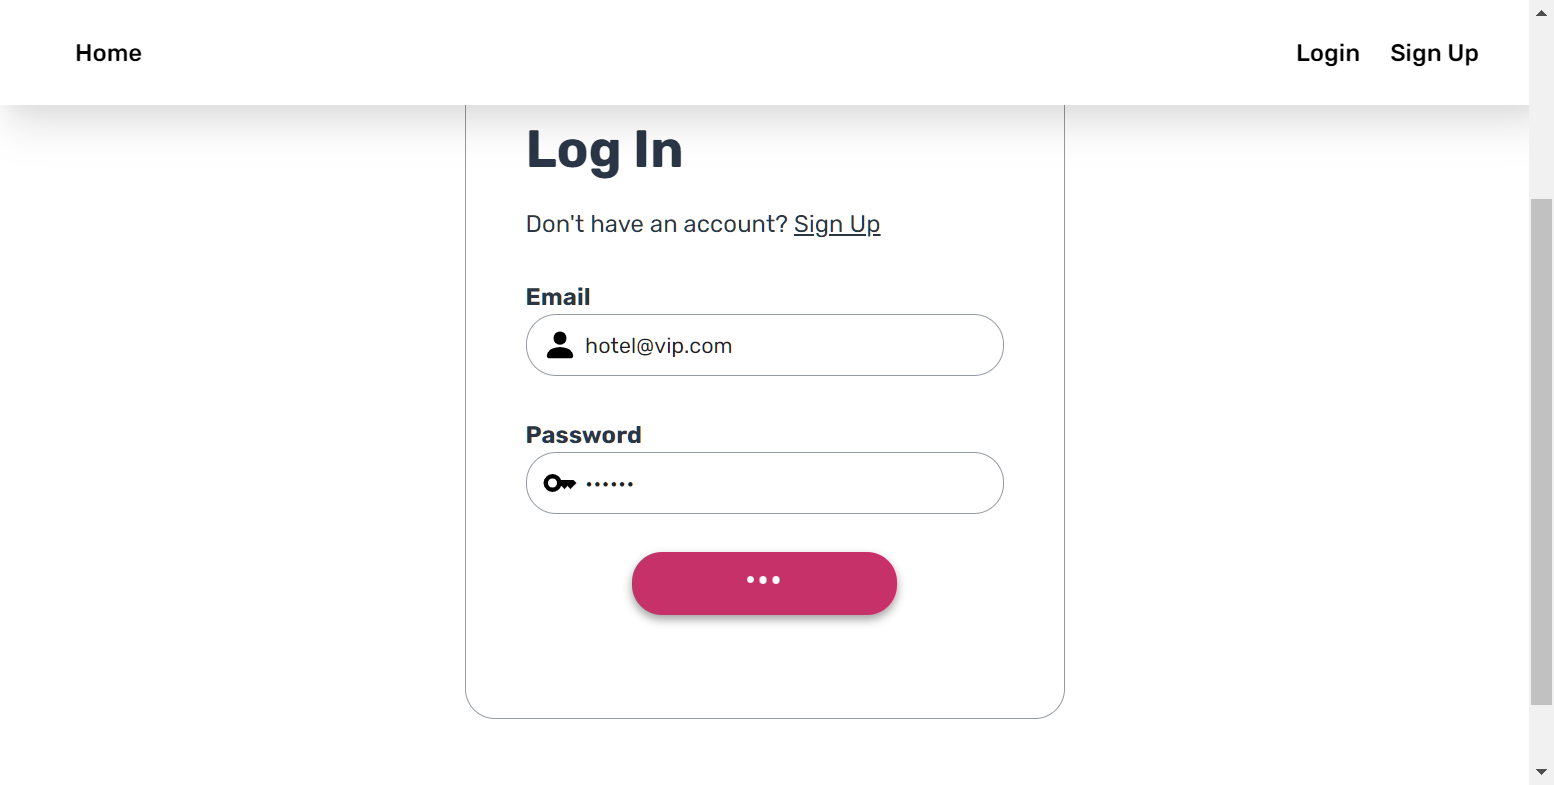 Home
Login Sign Up
Log In
Don't have an account? Sign Up
Email
hotel@vip.com
Password
••••••
•••